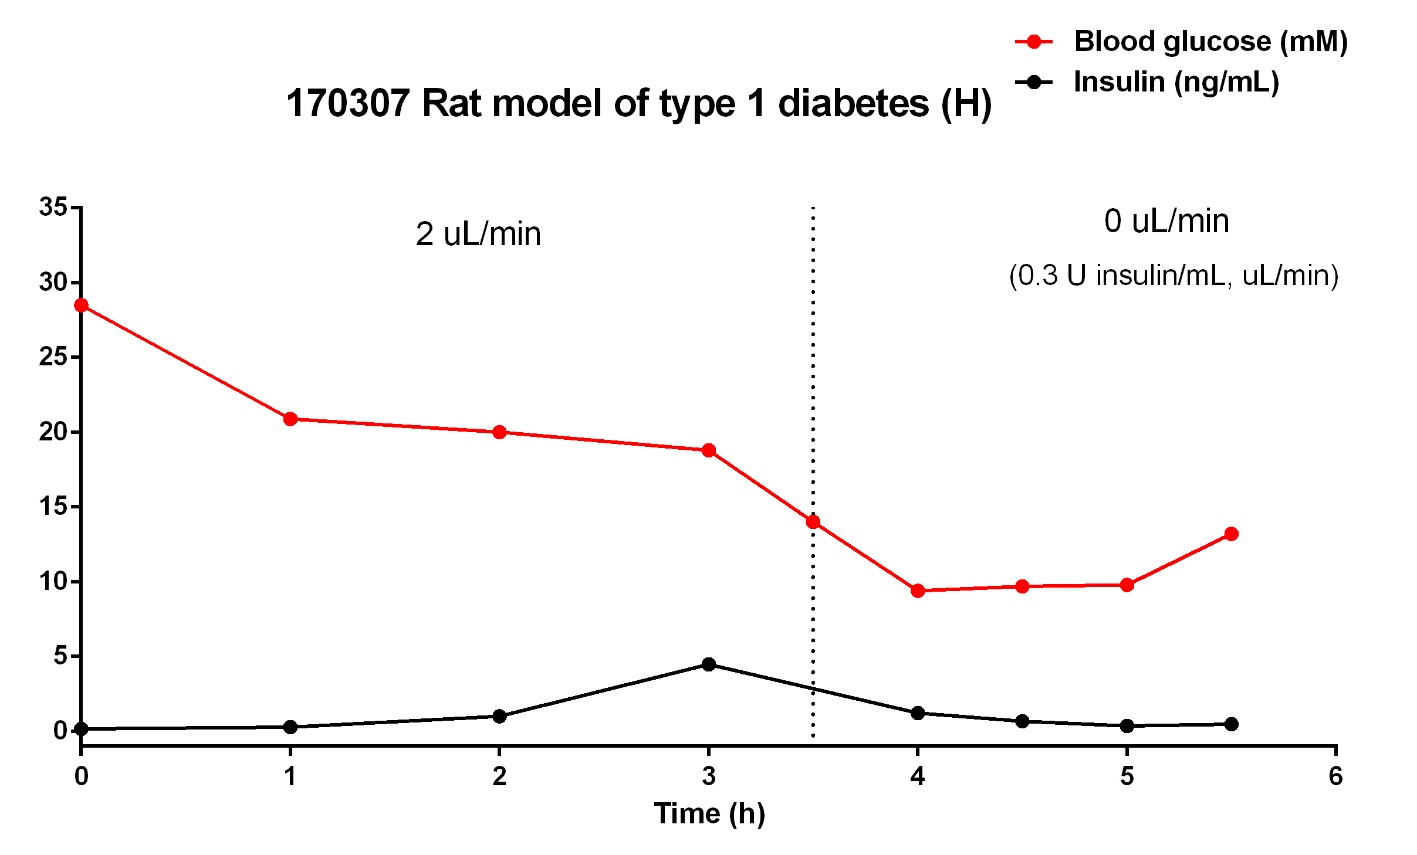 Blood glucose (mM)
Insulin (ng/mL)
170307 Rat model of type 1 diabetes (H)
2 uL/min
0 uL/min
(0.3 U insulin/mL, uL/min)
35
30
25
20
15
10
5
0
0 1 2 3 4 5 6
Time (h)